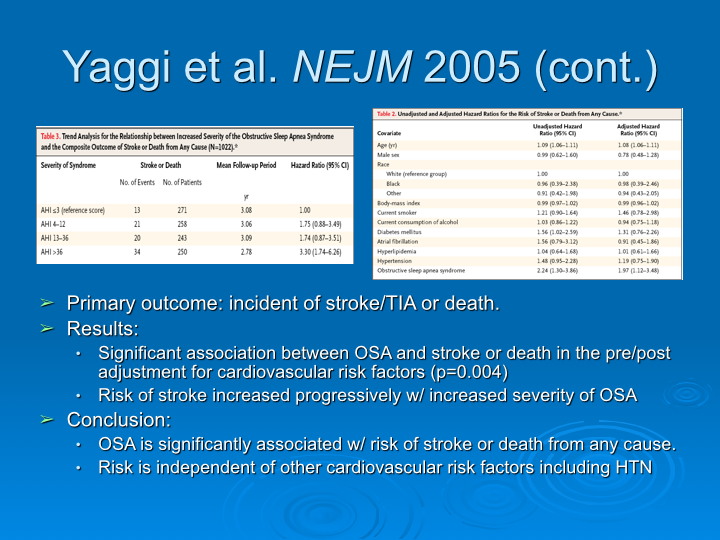 Yaggi et al. NEJM 2005 (cont.)
Table 3. Trend Analysis for the Relationship between Increased Severity of the Obstructive Sleep Apnea Syndrome
and the Composite Outcome of Stroke or Death from Any Cause (N=1022).*
Severity of Syndrome Stroke or Death Mean Follow-up Period Hazard Ratio (95% CI)
No. of Events No. of Patients
yr
AHI ≤3 (reference score) 13 271 3.08 1.00
AHI 4–12 21 258 3.06 1.75 (0.88–3.49)
AHI 13–36 20 243 3.09 1.74 (0.87–3.51)
AHI >36 34 250 2.78 3.30 (1.74–6.26)
Table 2. Unadjusted and Adjusted Hazard Ratios for the Risk of Stroke or Death from Any Cause.*
Covariate Unadjusted Hazard Ratio (95% CI) Adjusted Hazard Ratio (95% CI)
Age (yr) 1.09 (1.06–1.11) 1.08 (1.06–1.11)
Male sex 0.99 (0.62–1.60) 0.78 (0.48–1.28)
Race
White (reference group) 1.00 1.00
Black 0.96 (0.39–2.38) 0.98 (0.39–2.46)
Other 0.91 (0.42–1.98) 0.94 (0.43–2.05)
Body-mass index 0.99 (0.97–1.02) 0.99 (0.96–1.02)
Current smoker 1.21 (0.90–1.64) 1.46 (0.78–2.98)
Current consumption of alcohol 1.03 (0.86–1.22) 0.94 (0.75–1.18)
Diabetes mellitus 1.56 (1.02–2.59) 1.31 (0.76–2.26)
Atrial fibrillation 1.56 (0.79–3.12) 0.91 (0.45–1.86)
Hyperlipidemia 1.04 (0.64–1.68) 1.01 (0.61–1.66)
Hypertension 1.48 (0.95–2.28) 1.19 (0.75–1.90)
Obstructive sleep apnea syndrome 2.24 (1.30–3.86) 1.97 (1.12–3.48)
➢ Primary outcome: incident of stroke/TIA or death.
➢ Results:
• Significant association between OSA and stroke or death in the pre/post
adjustment for cardiovascular risk factors (p=0.004)
• Risk of stroke increased progressively w/ increased severity of OSA
➢ Conclusion:
• OSA is significantly associated w/ risk of stroke or death from any cause.
• Risk is independent of other cardiovascular risk factors including HTN